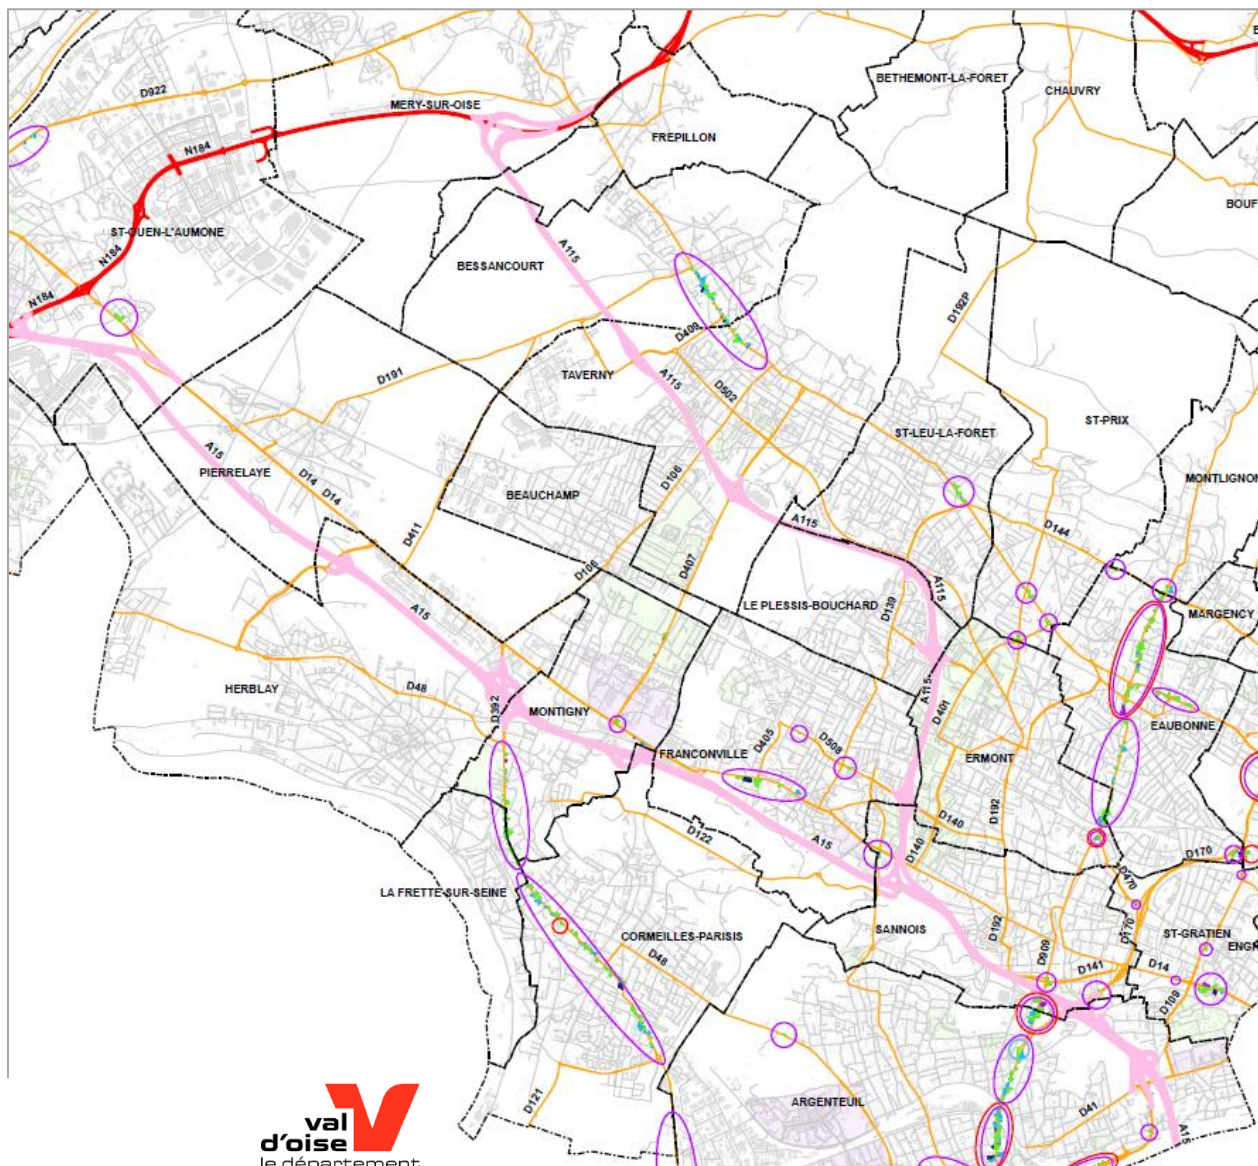 BETHEMONT-LA-FORET
CHAUVRY
D922
MERY-SUR-OISE
FREPILLON
N184
BOUF
ST-OUEN-L'AUMONE
A115
BESSANCOURT
N184
N184
D192P
D409
D191
TAVERNY
A115
D502
ST-PRIX
ST-LEU-LA-FORET
A15
PIERRELAYE
D14
D14
D106
MONTLIGNON
BEAUCHAMP
A115
D144
D411
D106
D407
A115
LE PLESSIS-BOUCHARD
D139
A15
MARGENCY
HERBLAY
D48
D392
MONTIGNY
A115
D401
EAUBONNE
FRANCONVILLE
D405
D508
ERMONT
D192
D122
A15
D140
D140
D170
D470
LA FRETTE-SUR-SEINE
CORMEILLES-PARISIS
SANNOIS
D192
D909
D170
ST-GRATIEN
ENGH
D48
D141
D14
D109
D121
ARGENTEUIL
D41
A15
val
d'oise
le département